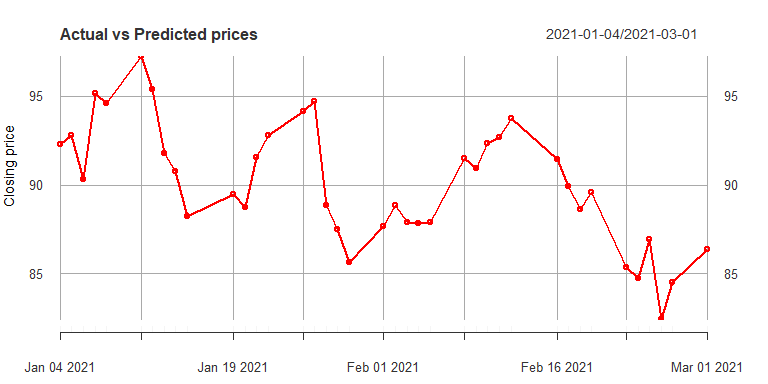 Actual vs Predicted prices 2021-01-04/2021-03-01
95 95
90 90
85 85
Closing price
Jan 04 2021 Jan 19 2021 Feb 01 2021 Feb 16 2021 Mar 01 2021